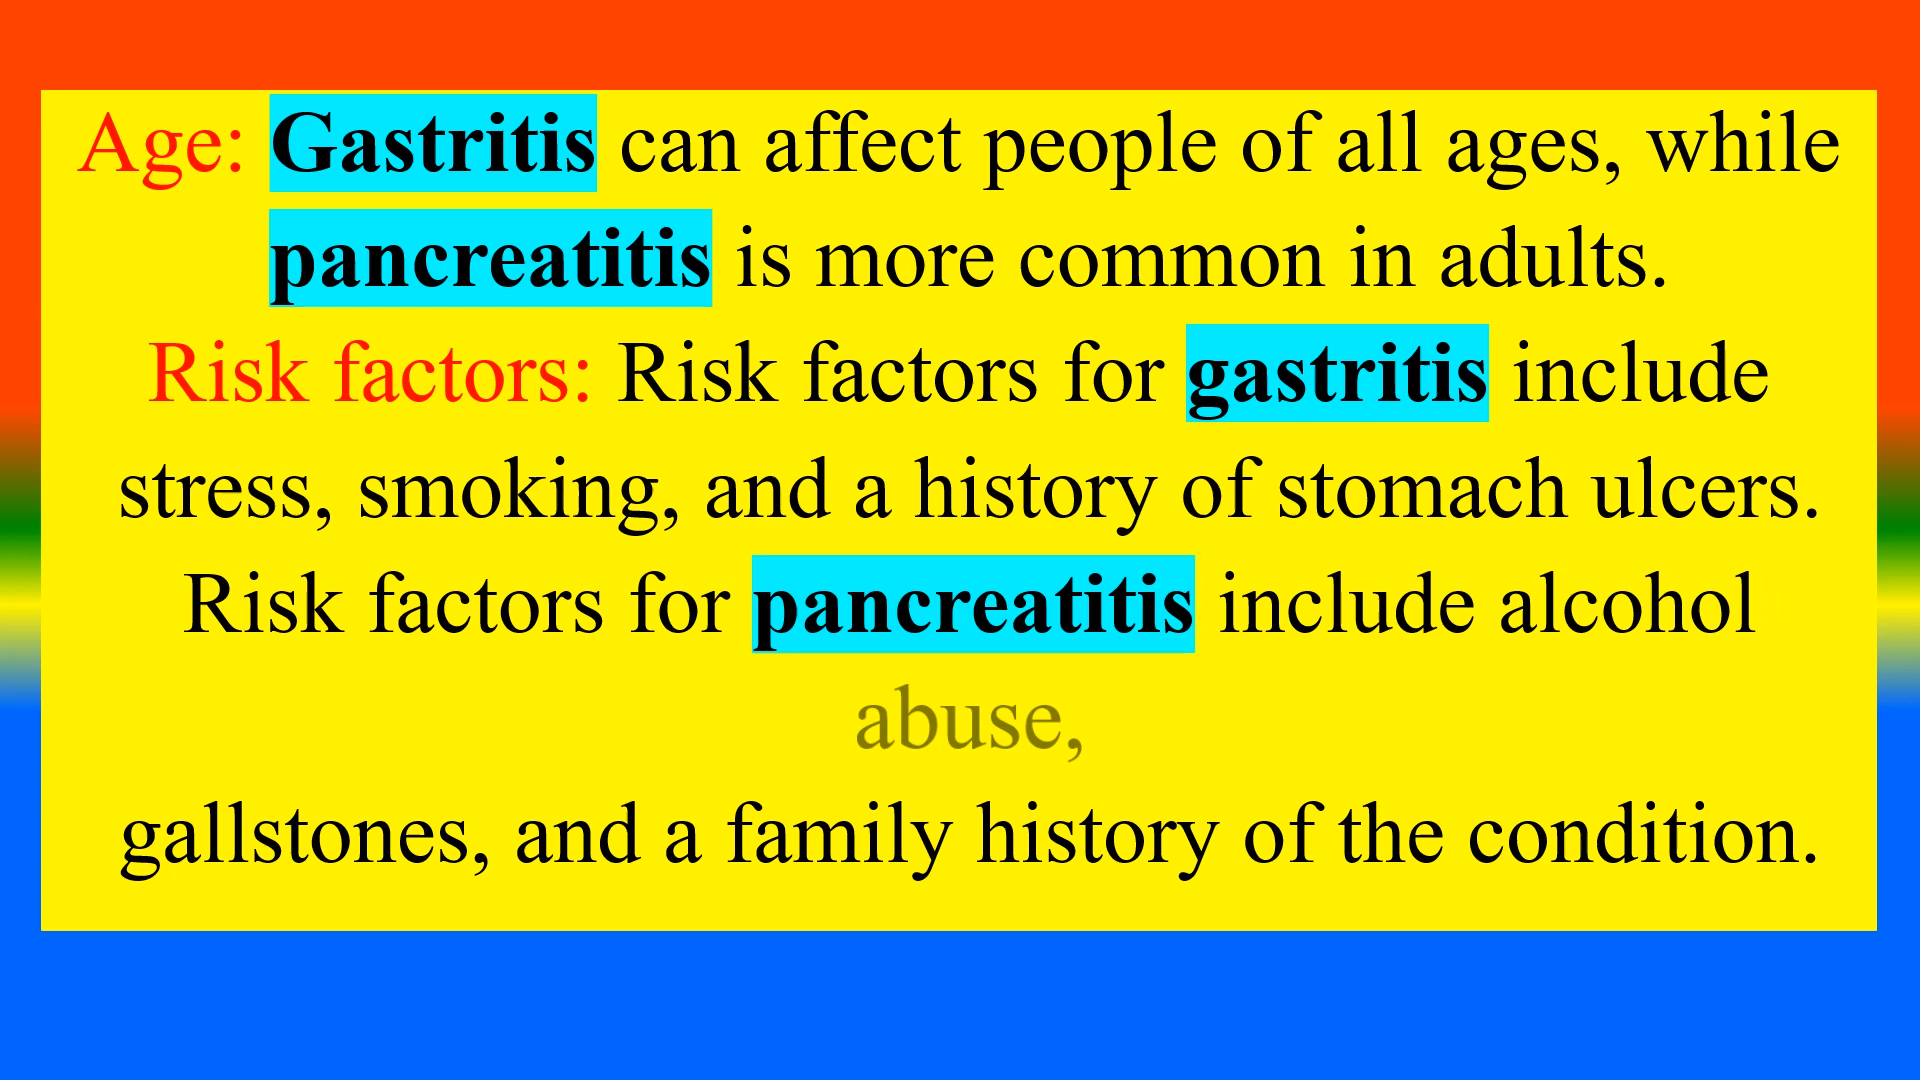 Age: Gastritis can affect people of all ages, while
pancreatitis is more common in adults.
Risk factors: Risk factors for gastritis include
stress, smoking, and a history of stomach ulcers.
Risk factors for pancreatitis include alcohol
abuse,
gallstones, and a family history of the condition.